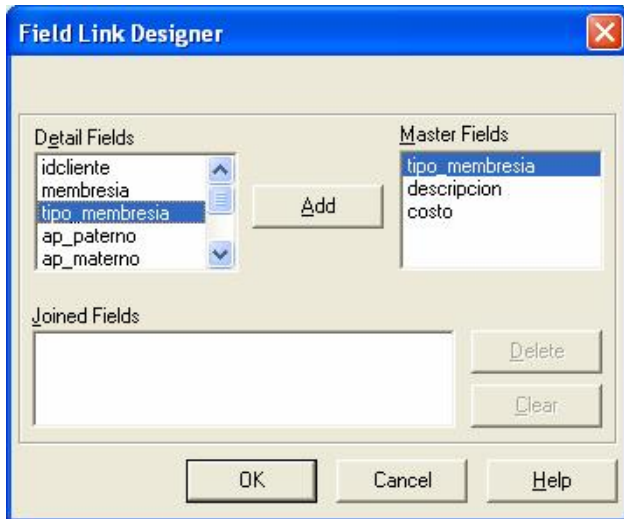 Field Link Designer
Detail Fields
idcliente
membresia
tipo_membresia
ap_paterno
ap_materno
Add
Master Fields
tipo_membresia
descripcion
costo
Joined Fields
Delete
Clear
OK
Cancel
Help